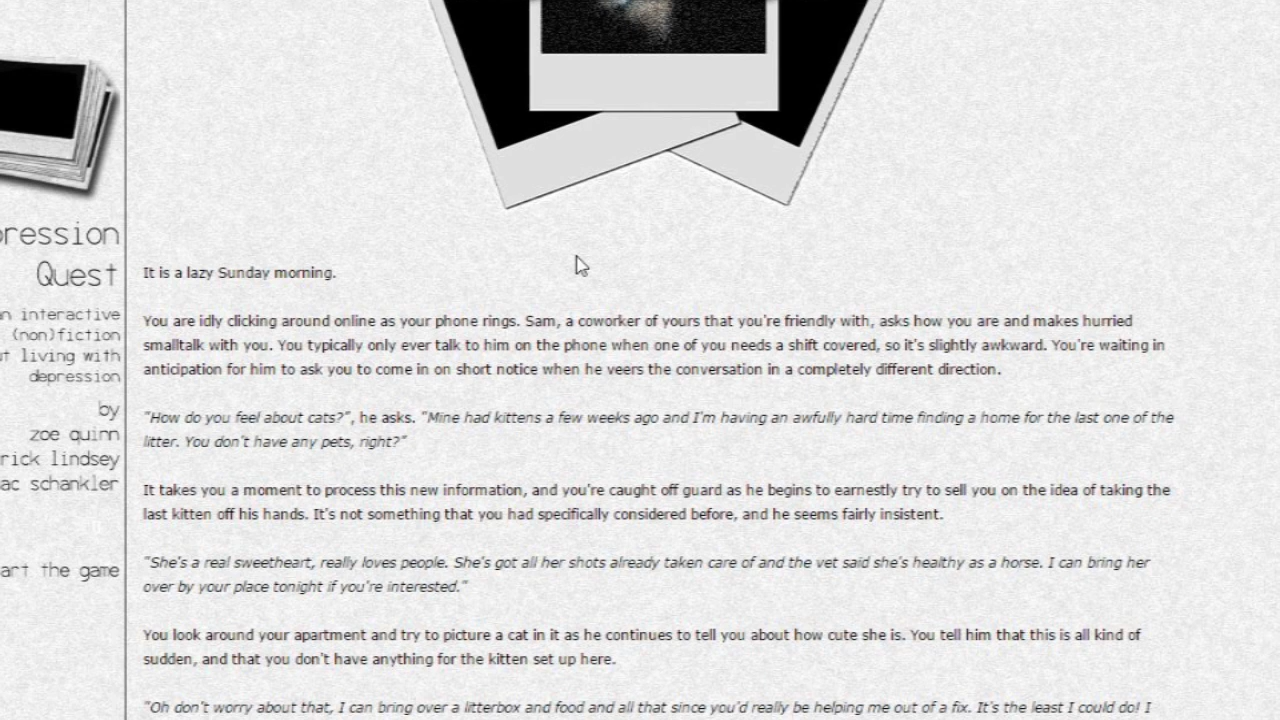 pression
Quest
an interactive
(non)fiction
ut living with
depression
by
zoe quinn
rick lindsey
ac schankler
art the game
It is a lazy Sunday morning.
You are idly clicking around online as your phone rings. Sam, a coworker of yours that you're friendly with, asks how you are and makes hurried
smalltalk with you. You typically only ever talk to him on the phone when one of you needs a shift covered, so it's slightly awkward. You're waiting in
anticipation for him to ask you to come in on short notice when he veers the conversation in a completely different direction.
"How do you feel about cats?", he asks. "Mine had kittens a few weeks ago and I'm having an awfully hard time finding a home for the last one of the
litter. You don't have any pets, right?"
It takes you a moment to process this new information, and you're caught off guard as he begins to earnestly try to sell you on the idea of taking the
last kitten off his hands. It's not something that you had specifically considered before, and he seems fairly insistent.
"She's a real sweetheart, really loves people. She's got all her shots already taken care of and the vet said she's healthy as a horse. I can bring her
over by your place tonight if you're interested."
You look around your apartment and try to picture a cat in it as he continues to tell you about how cute she is. You tell him that this is all kind of
sudden, and that you don't have anything for the kitten set up here.
"Oh don't worry about that, I can bring over a litterbox and food and all that since you'd really be helping me out of a fix. It's the least I could do! I